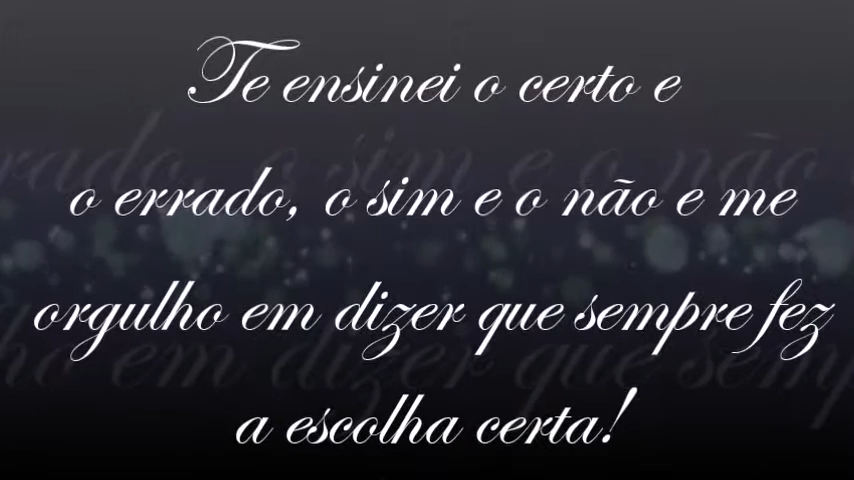 Te ensinei o certo e
o errado, o sim e o não e me
orgulho em dizer que sempre fez
a escolha certa!